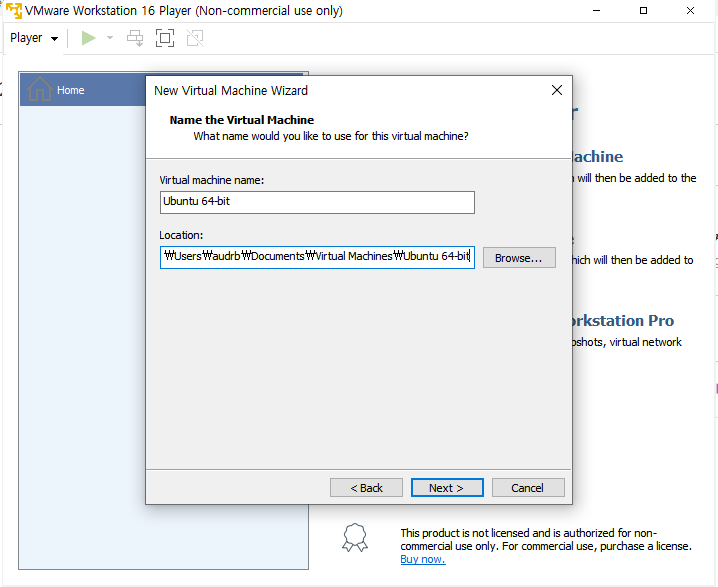 VMware Workstation 16 Player (Non-commercial use only)
Player
Home
New Virtual Machine Wizard
Name the Virtual Machine
What name would you like to use for this virtual machine?
Virtual machine name:
Ubuntu 64-bit
Location:
₩Users₩audrb₩Documents₩Virtual Machines₩Ubuntu 64-bit
Browse...
will then be added to the
which will then be added to
orkstation Pro
virtual network
< Back
Next >
Cancel
This product is not licensed and is authorized for non-
commercial use only. For commercial use, purchase a license.
Buy now.